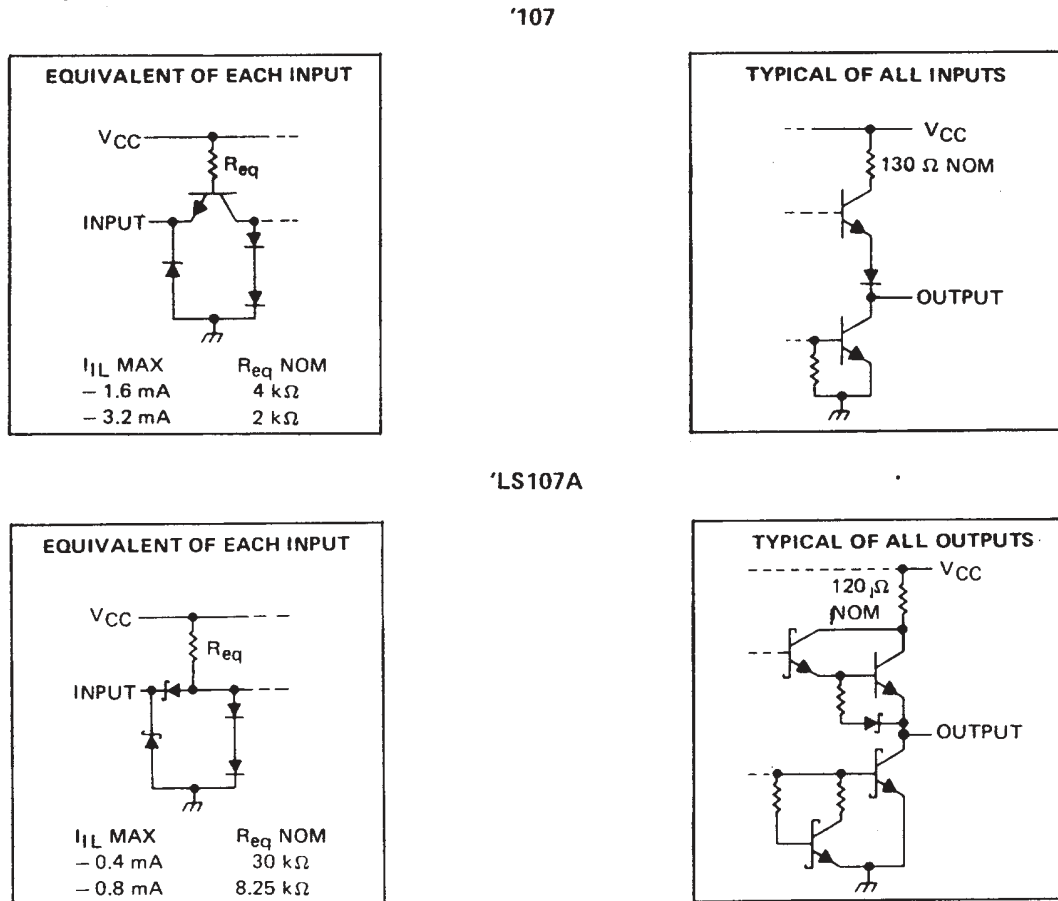 '107
EQUIVALENT OF EACH INPUT
VCC
Req
INPUT
IIL MAX Req NOM
– 1.6 mA 4 kΩ
– 3.2 mA 2 kΩ
TYPICAL OF ALL INPUTS
VCC
130 Ω NOM
OUTPUT
'LS107A
EQUIVALENT OF EACH INPUT
VCC
Req
INPUT
IIL MAX Req NOM
– 0.4 mA 30 kΩ
– 0.8 mA 8.25 kΩ
TYPICAL OF ALL OUTPUTS
VCC
120 Ω
NOM
OUTPUT